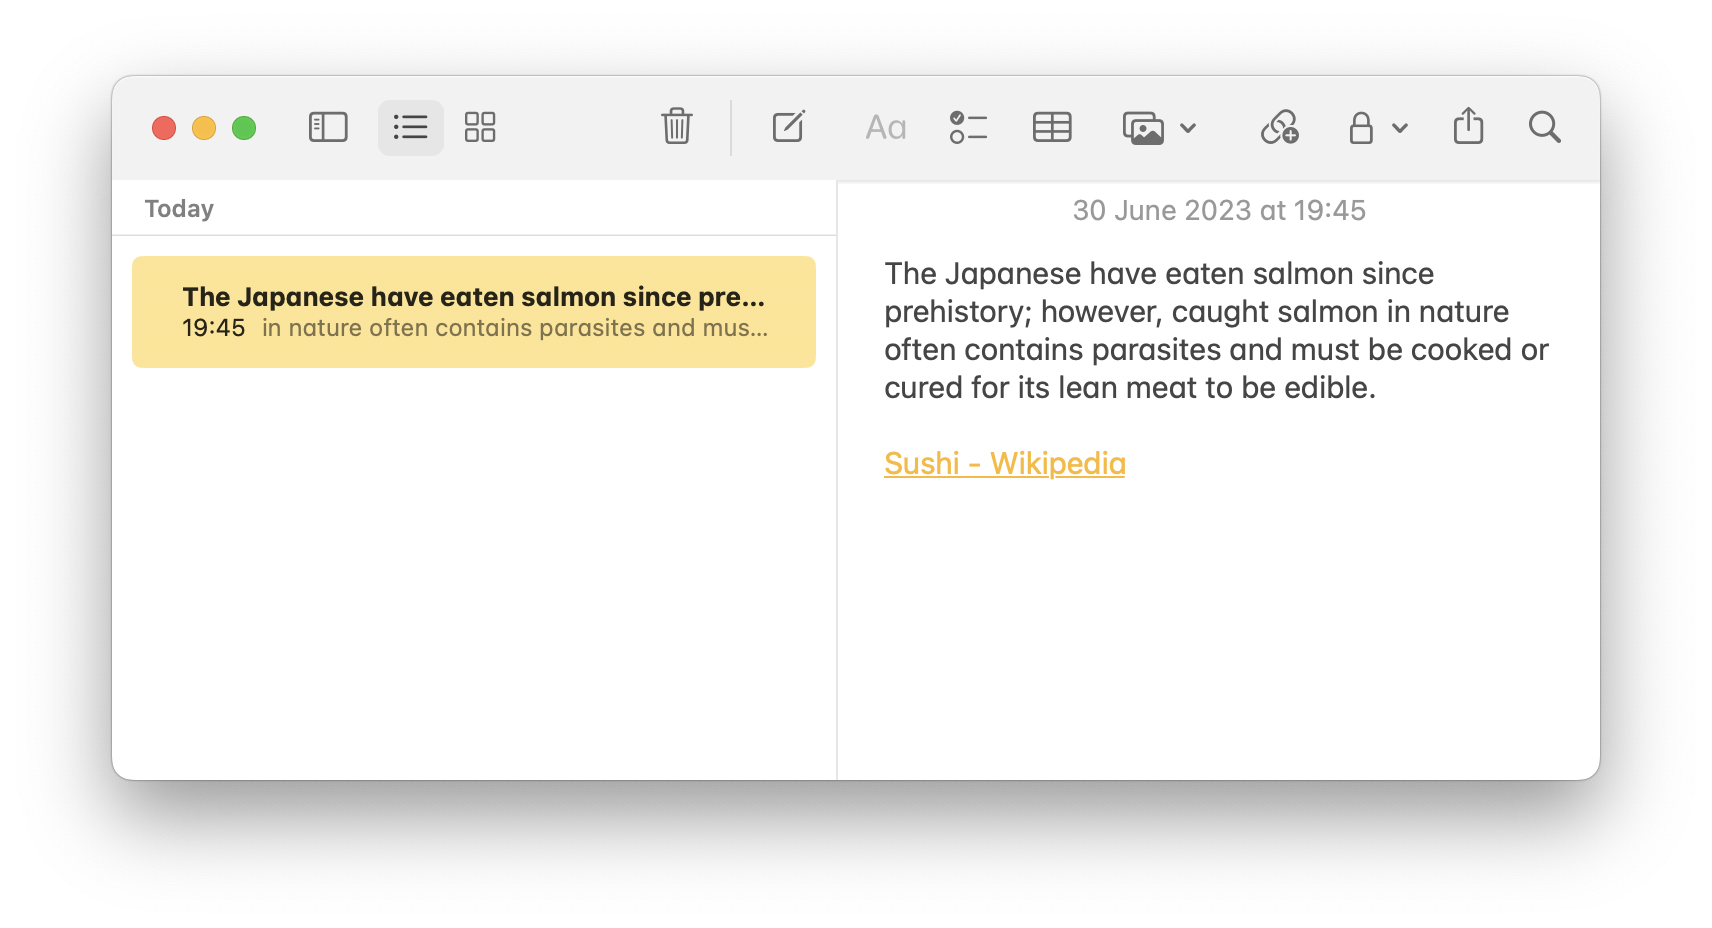 Aa
Today
The Japanese have eaten salmon since pre...
19:45 in nature often contains parasites and mus...
30 June 2023 at 19:45
The Japanese have eaten salmon since
prehistory; however, caught salmon in nature
often contains parasites and must be cooked or
cured for its lean meat to be edible.
Sushi - Wikipedia